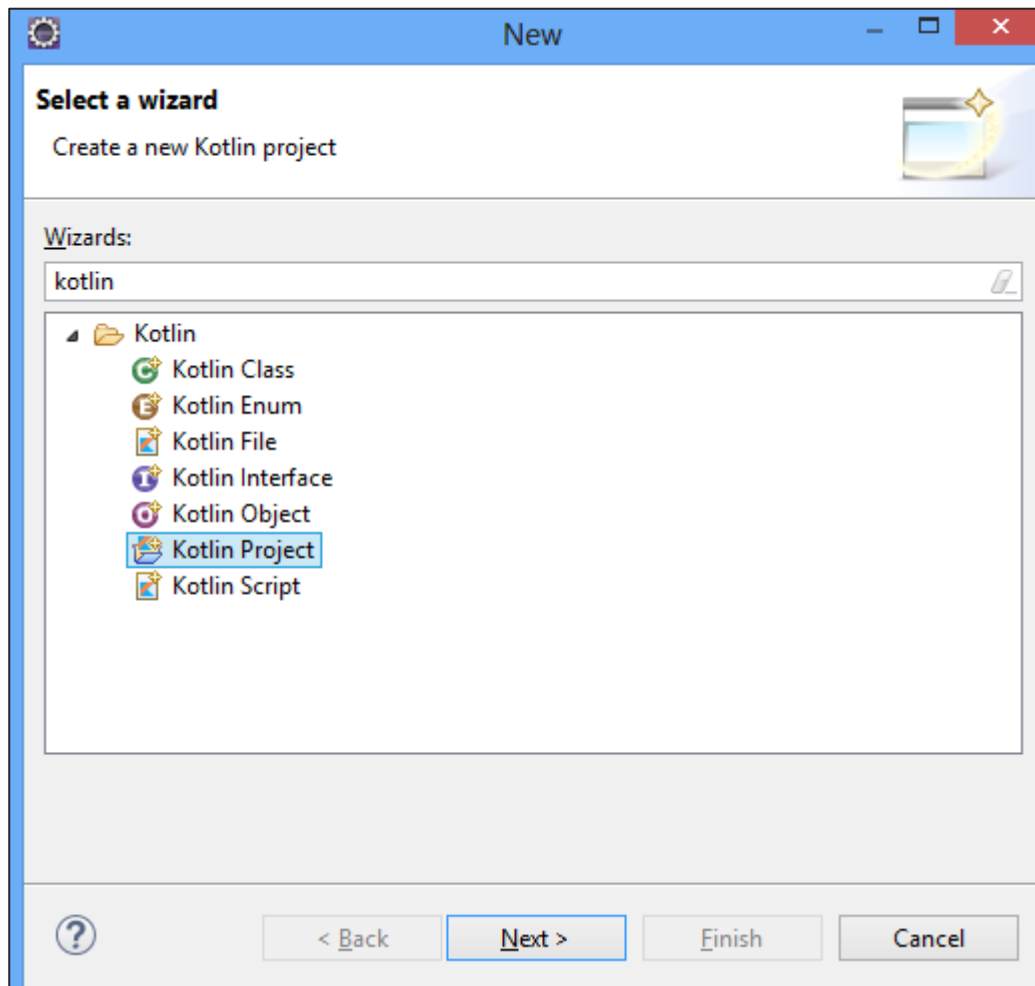 New
Select a wizard
Create a new Kotlin project
Wizards:
kotlin
Kotlin
Kotlin Class
Kotlin Enum
Kotlin File
Kotlin Interface
Kotlin Object
Kotlin Project
Kotlin Script
? < Back Next > Finish Cancel